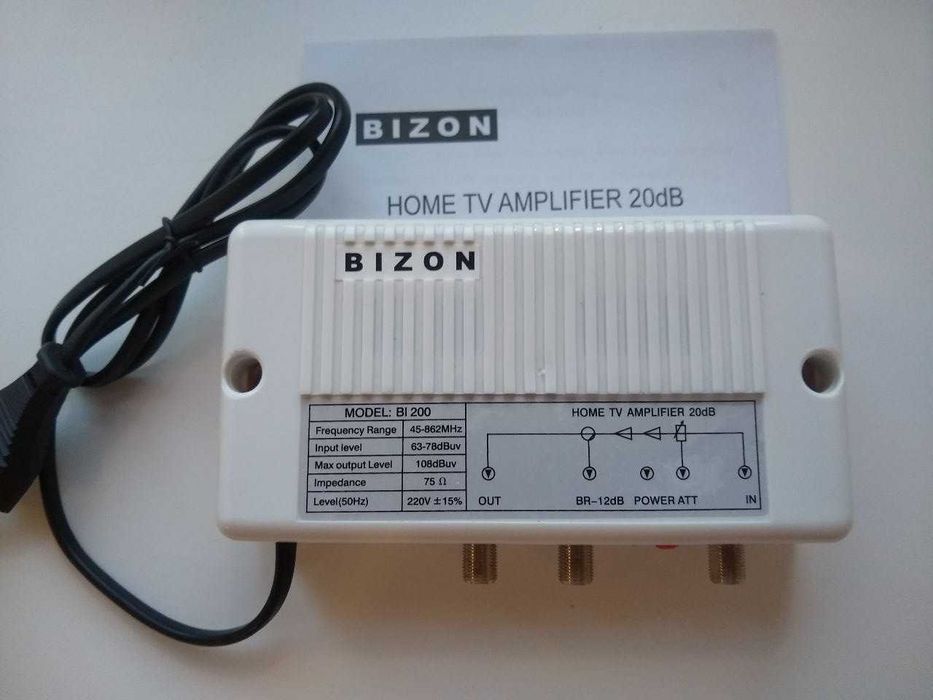 BIZON
HOME TV AMPLIFIER 20dB
BIZON
MODEL: BI 200
Frequency Range 45-862MHz
Input level 63-78dBuv
Max output Level 108dBuv
Impedance 75 Ω
Level(50Hz) 220V ±15%
HOME TV AMPLIFIER 20dB
OUT BR-12dB POWER ATT IN